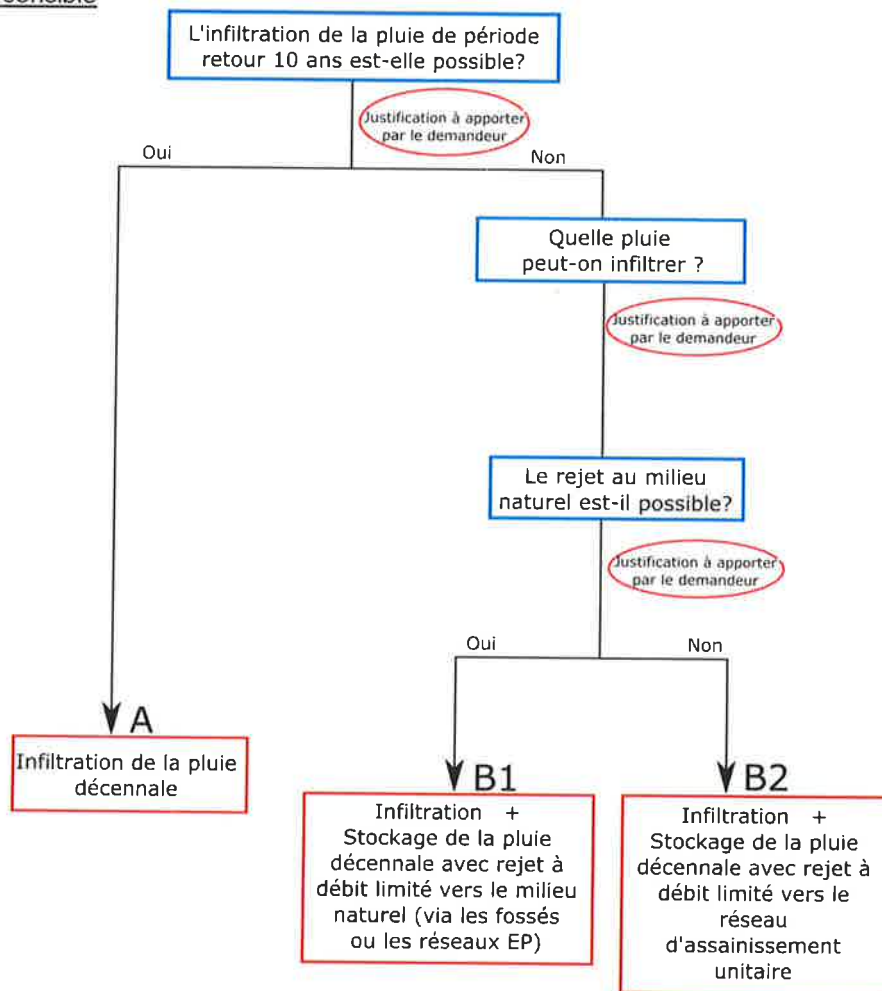 L'infiltration de la pluie de période
retour 10 ans est-elle possible?
Justification à apporter
par le demandeur
Oui
Non
Quelle pluie
peut-on infiltrer ?
Justification à apporter
par le demandeur
Le rejet au milieu
naturel est-il possible?
Justification à apporter
par le demandeur
Oui
Non
A
Infiltration de la pluie
décennale
B1
Infiltration +
Stockage de la pluie
décennale avec rejet à
débit limité vers le milieu
naturel (via les fossés
ou les réseaux EP)
B2
Infiltration +
Stockage de la pluie
décennale avec rejet à
débit limité vers le
réseau
d'assainissement
unitaire